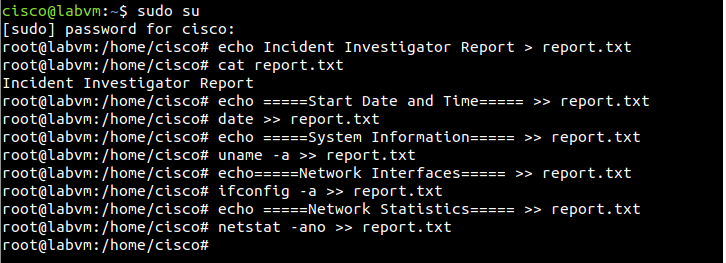 cisco@labvm:~$ sudo su
[sudo] password for cisco:
root@labvm:/home/cisco# echo Incident Investigator Report > report.txt
root@labvm:/home/cisco# cat report.txt
Incident Investigator Report
root@labvm:/home/cisco# echo =====Start Date and Time===== >> report.txt
root@labvm:/home/cisco# date >> report.txt
root@labvm:/home/cisco# echo =====System Information===== >> report.txt
root@labvm:/home/cisco# uname -a >> report.txt
root@labvm:/home/cisco# echo=====Network Interfaces===== >> report.txt
root@labvm:/home/cisco# ifconfig -a >> report.txt
root@labvm:/home/cisco# echo =====Network Statistics===== >> report.txt
root@labvm:/home/cisco# netstat -ano >> report.txt
root@labvm:/home/cisco#